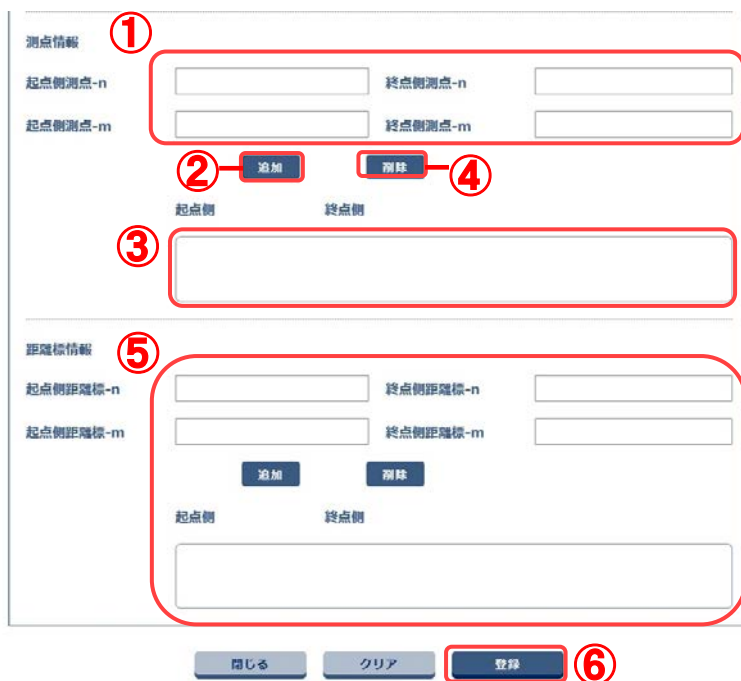 ①
測点情報
起点側測点-n 終点側測点-n
起点側測点-m 終点側測点-m
② 追加 削除 ④
起点側 終点側
③
距離標情報
⑤
起点側距離標-n 終点側距離標-n
起点側距離標-m 終点側距離標-m
追加 削除
起点側 終点側
閉じる クリア 登録 ⑥